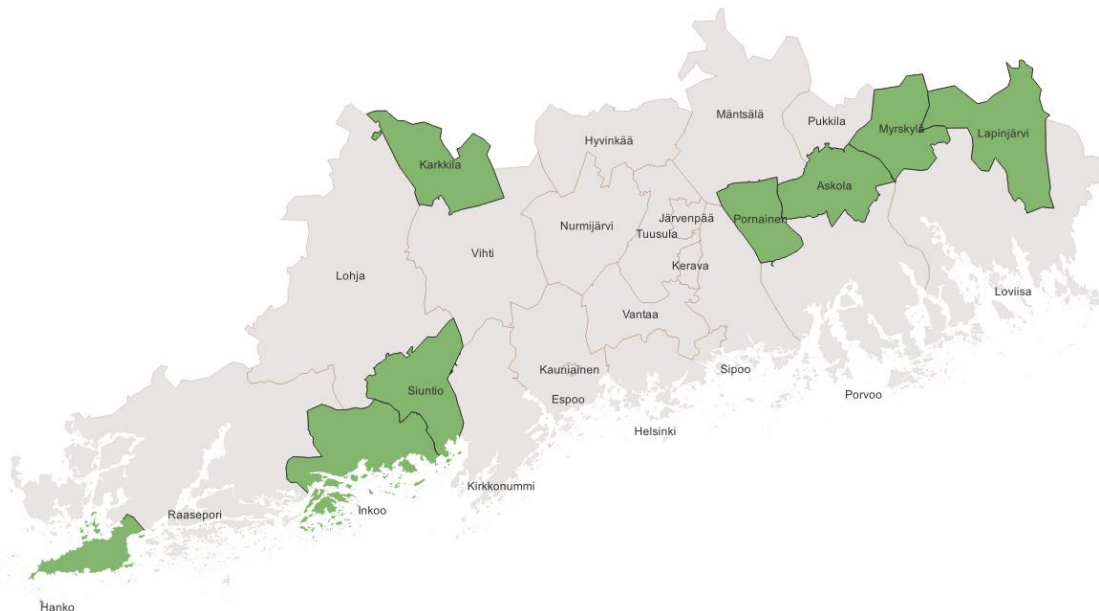 Mäntsälä
Pukkila
Myrskylä
Lapinjärvi
Hyvinkää
Karkkila
Askola
Pornainen
Järvenpää
Nurmijärvi
Tuusula
Vihti
Kerava
Lohja
Loviisa
Vantaa
Kauniainen
Sipoo
Siuntio
Porvoo
Espoo
Helsinki
Kirkkonummi
Inkoo
Raasepori
Hanko